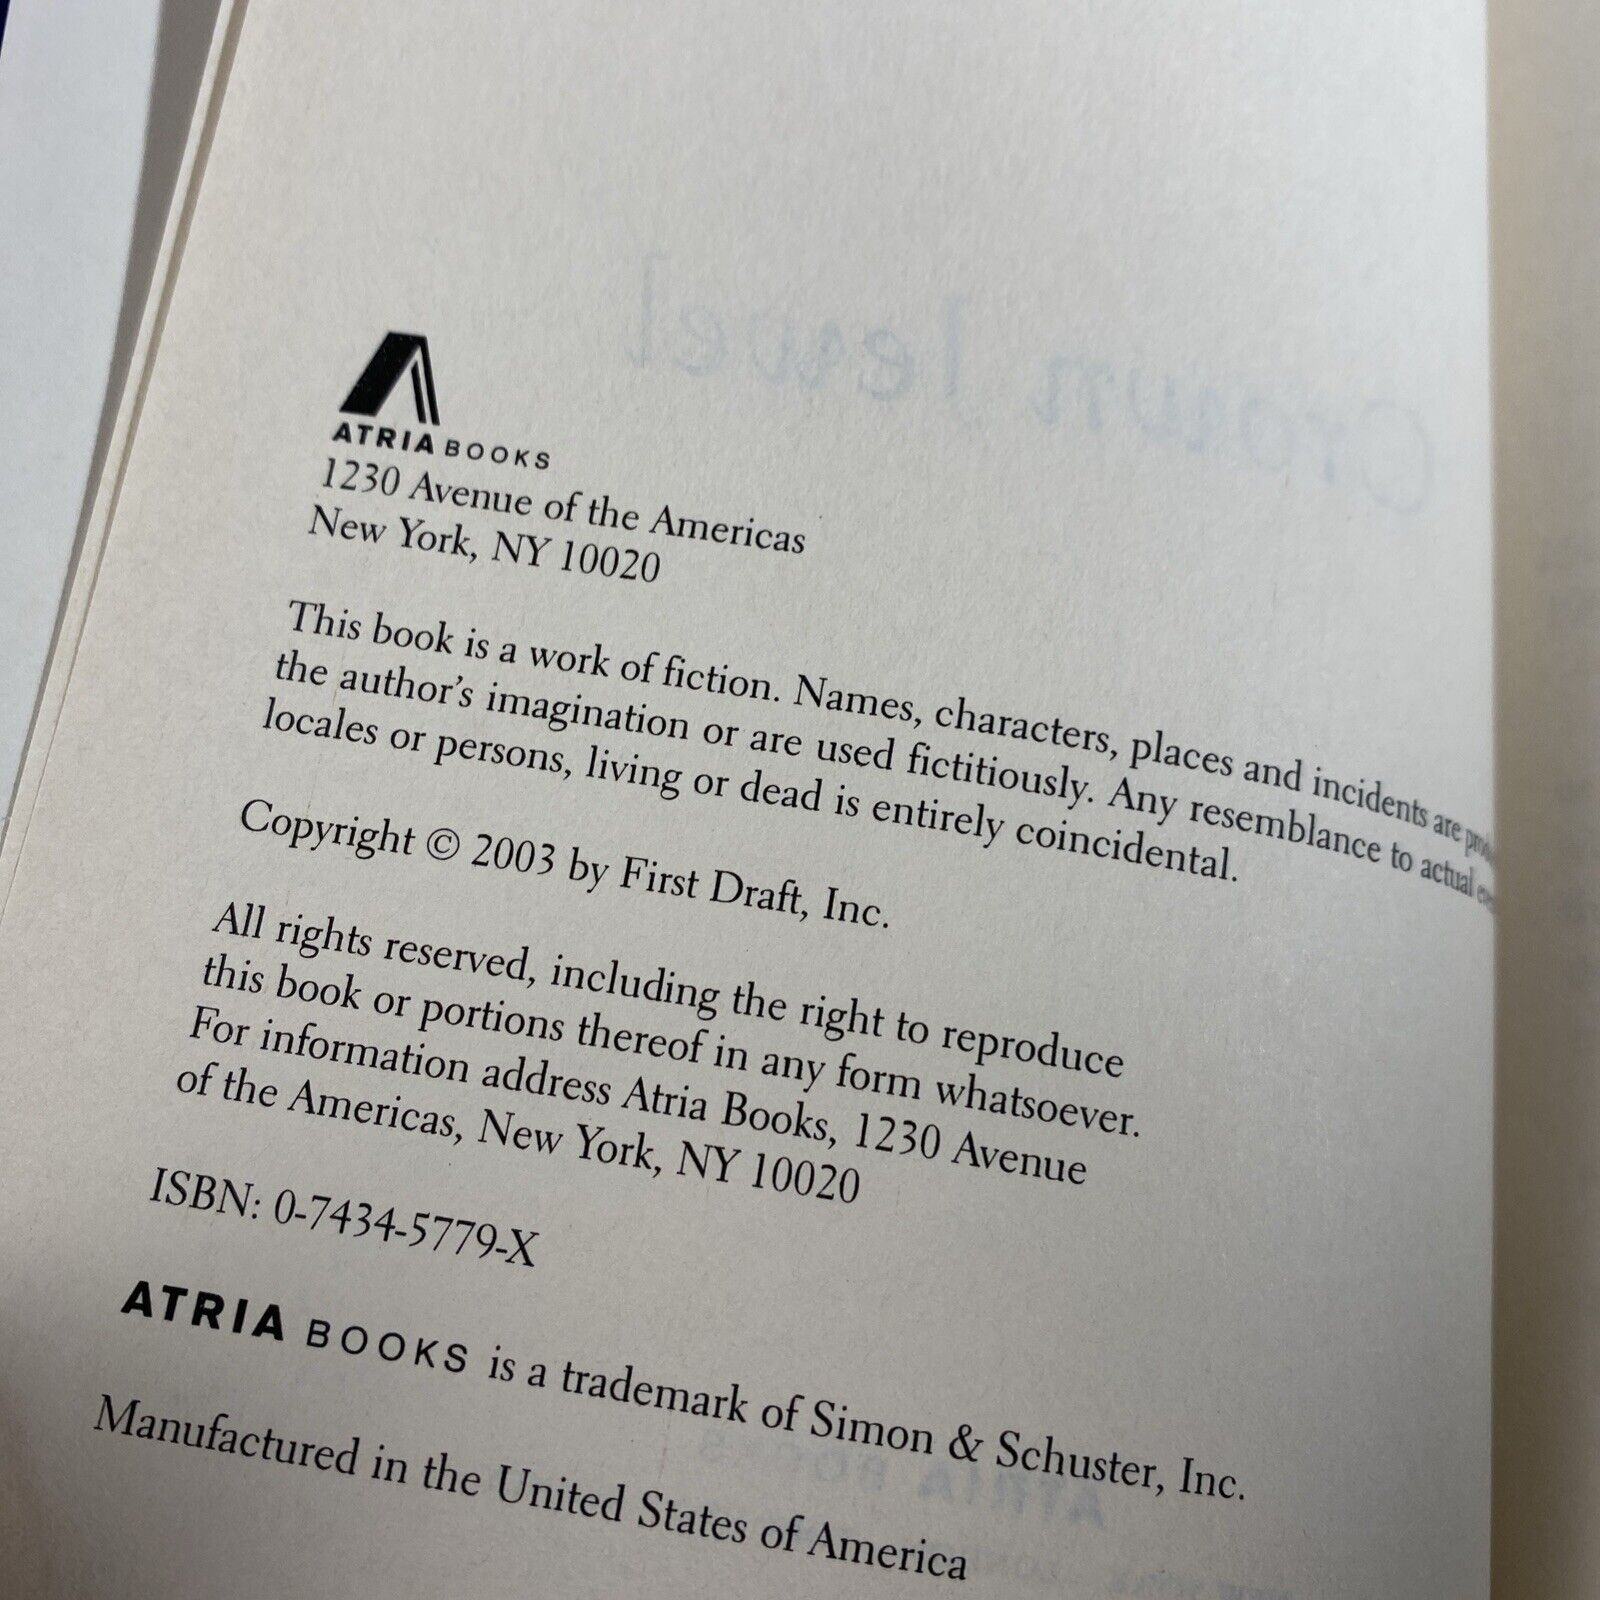 Crown Jewel
ATRIA BOOKS
1230 Avenue of the Americas
New York, NY 10020
This book is a work of fiction. Names, characters, places and incidents are
the author's imagination or are used fictitiously. Any resemblance to actual
locales or persons, living or dead is entirely coincidental.
Copyright © 2003 by First Draft, Inc.
All rights reserved, including the right to reproduce
this book or portions thereof in any form whatsoever.
For information address Atria Books, 1230 Avenue
of the Americas, New York, NY 10020
ISBN: 0-7434-5779-X
ATRIA BOOKS is a trademark of Simon & Schuster, Inc.
ATRIA BOOKS
Manufactured in the United States of America